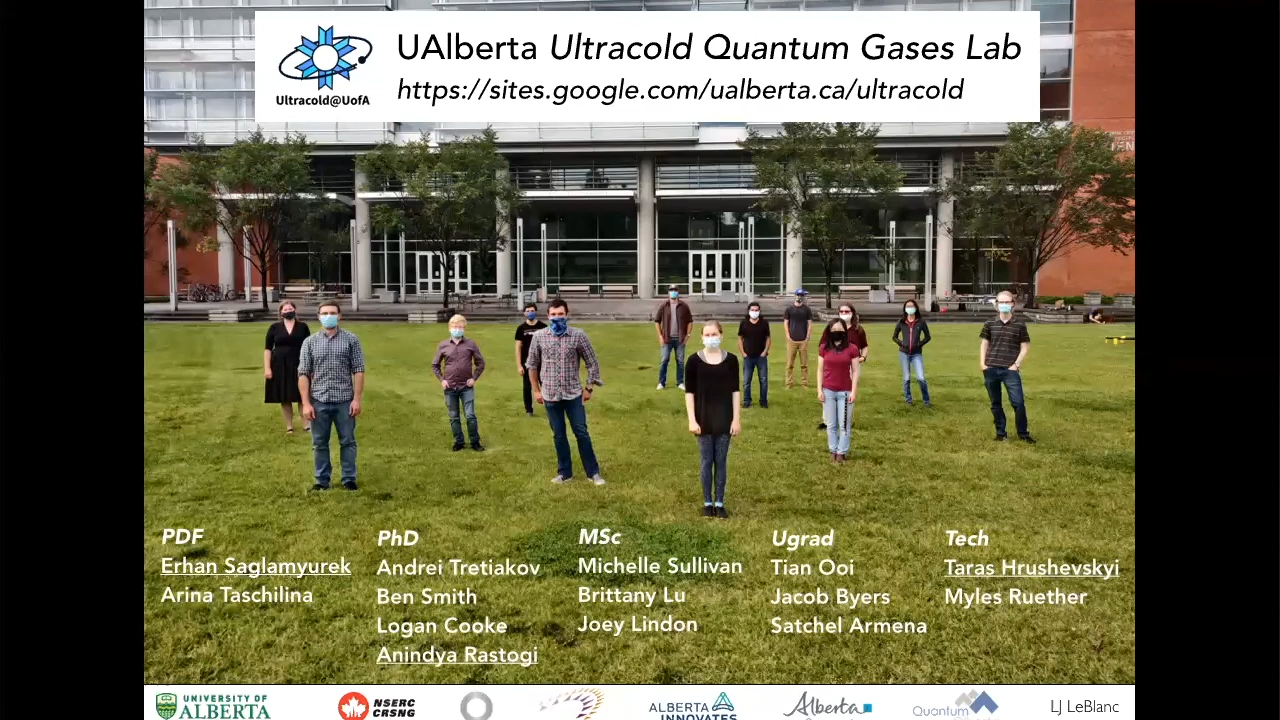 UAlberta Ultracold Quantum Gases Lab
https://sites.google.com/ualberta.ca/ultracold
Ultracold@UofA
PDF
Erhan Saglamyurek
Arina Taschilina
PhD
Andrei Tretiakov
Ben Smith
Logan Cooke
Anindya Rastogi
MSc
Michelle Sullivan
Brittany Lu
Joey Lindon
Ugrad
Tian Ooi
Jacob Byers
Satchel Armena
Tech
Taras Hrushevskyi
Myles Ruether
UNIVERSITY OF
ALBERTA
NSERC
CRSNG
ALBERTA
INNOVATES
Alberta
Quantum
LJ LeBlanc